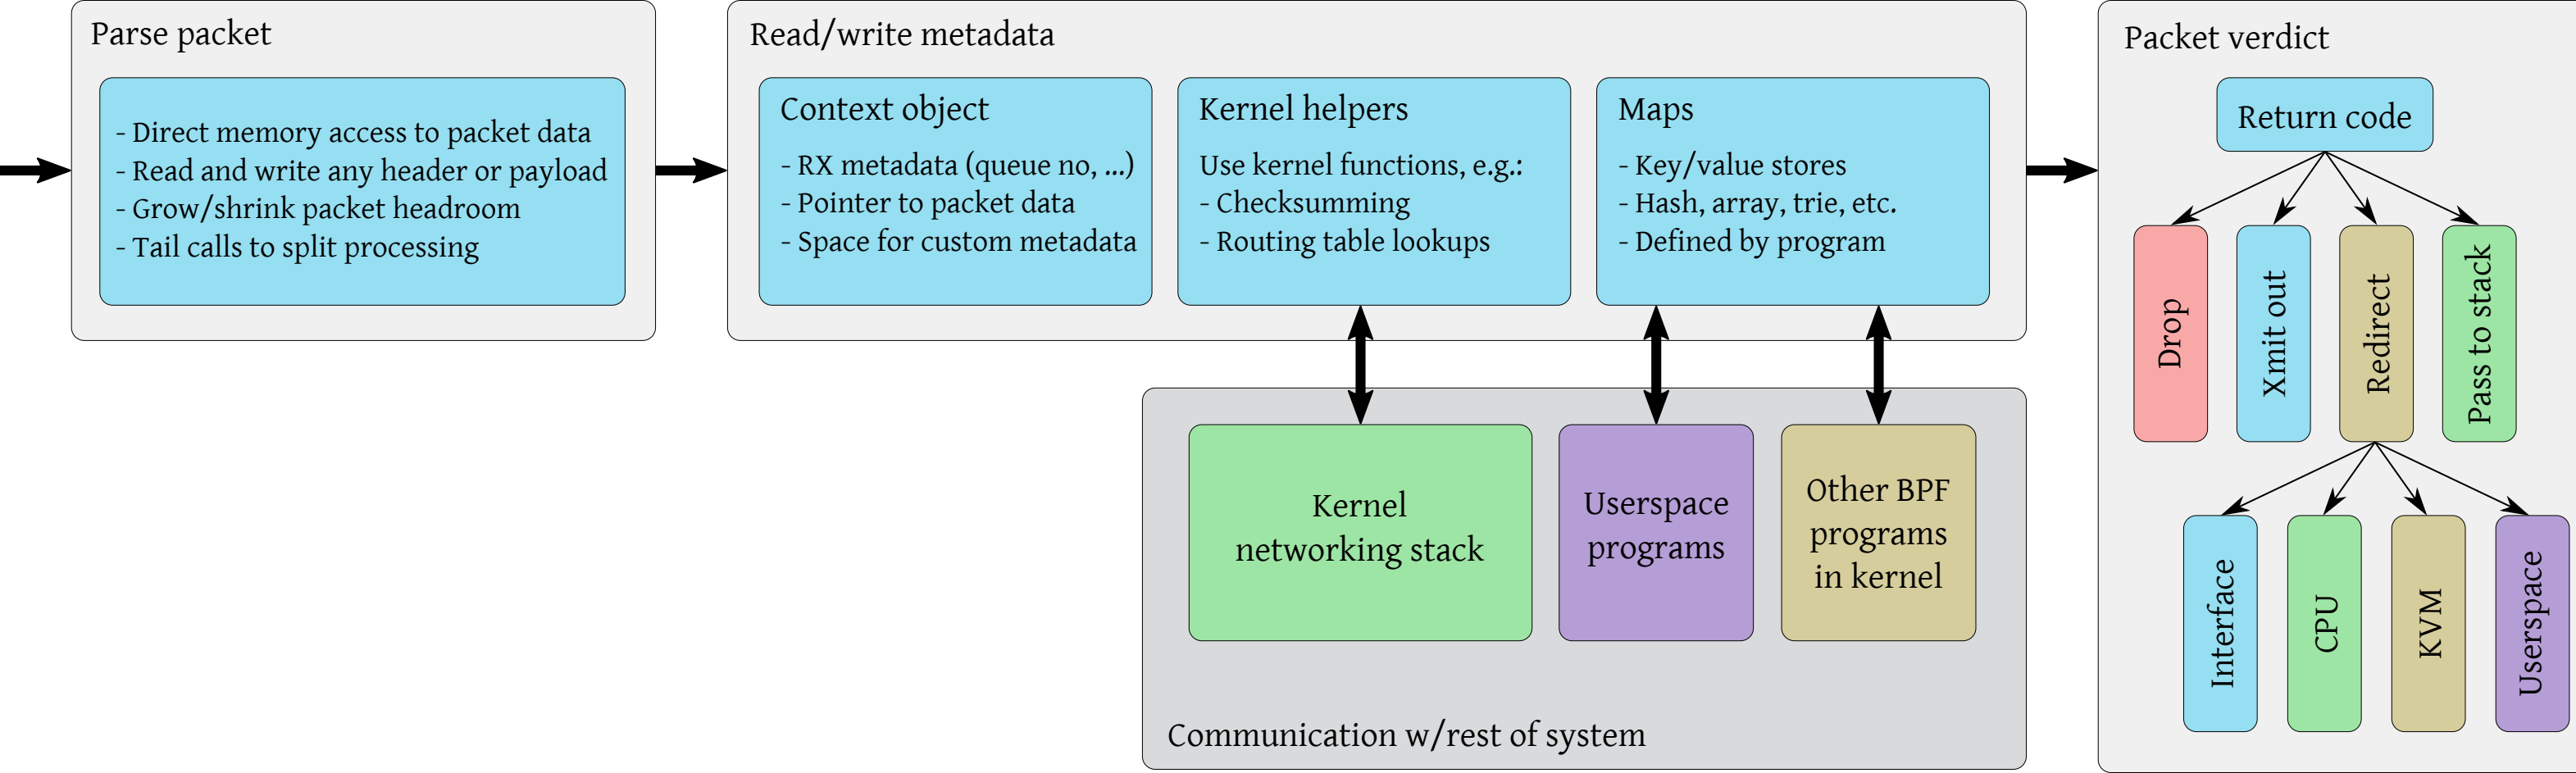 Parse packet
- Direct memory access to packet data
- Read and write any header or payload
- Grow/shrink packet headroom
- Tail calls to split processing
Read/write metadata
Context object
- RX metadata (queue no, ...)
- Pointer to packet data
- Space for custom metadata
Kernel helpers
Use kernel functions, e.g.:
- Checksumming
- Routing table lookups
Maps
- Key/value stores
- Hash, array, trie, etc.
- Defined by program
Kernel
networking stack
Userspace
programs
Other BPF
programs
in kernel
Communication w/rest of system
Packet verdict
Return code
Drop
Xmit out
Redirect
Pass to stack
Interface
CPU
KVM
Userspace